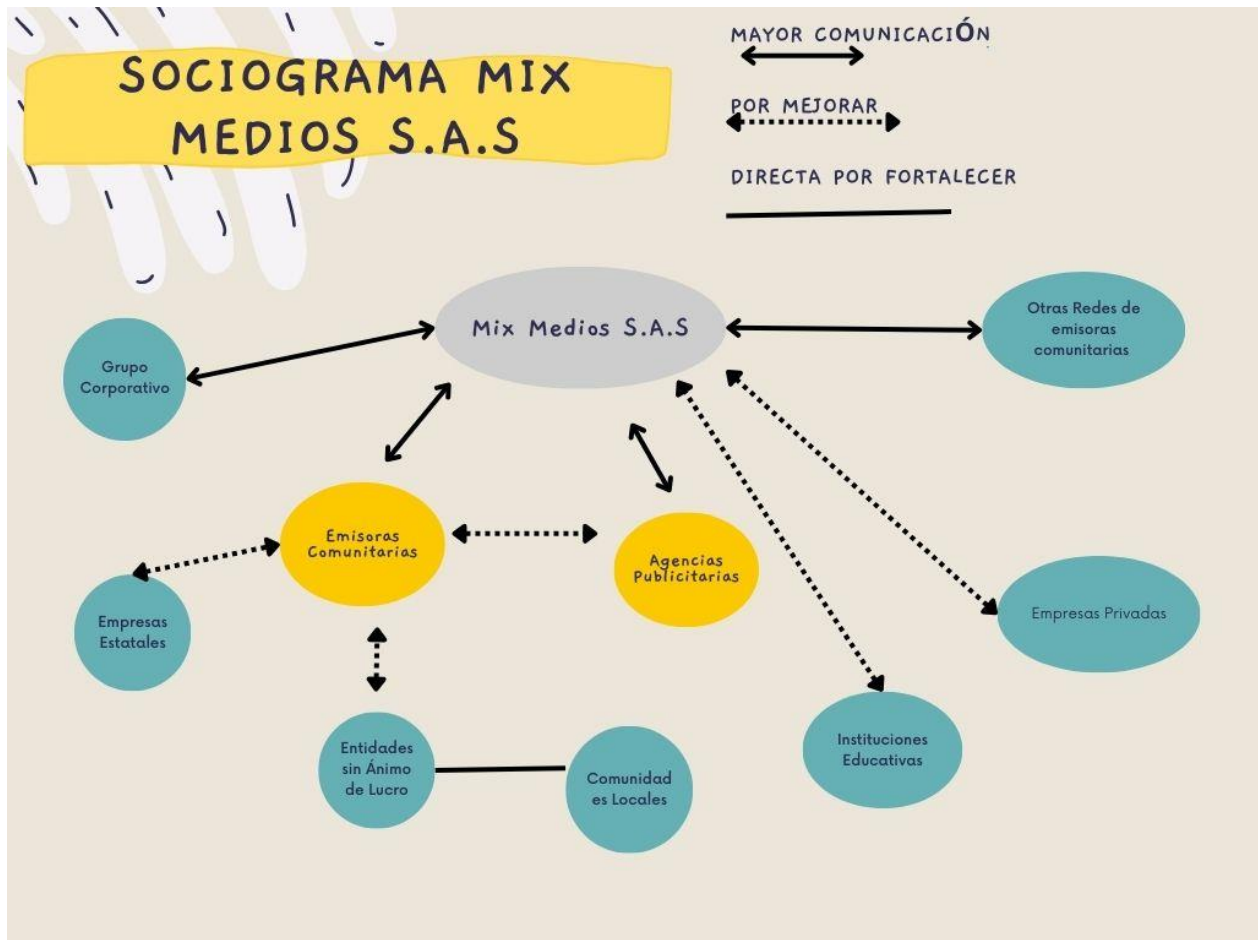 SOCIOGRAMA MIX
MEDIOS S.A.S
MAYOR COMUNICACIÓN
POR MEJORAR
DIRECTA POR FORTALECER
Mix Medios S.A.S
Otras Redes de
emisoras
comunitarias
Grupo
Corporativo
Emisoras
Comunitarias
Agencias
Publicitarias
Empresas
Estatales
Empresas Privadas
Entidades
sin Ánimo
de Lucro
Comunidad
es Locales
Instituciones
Educativas